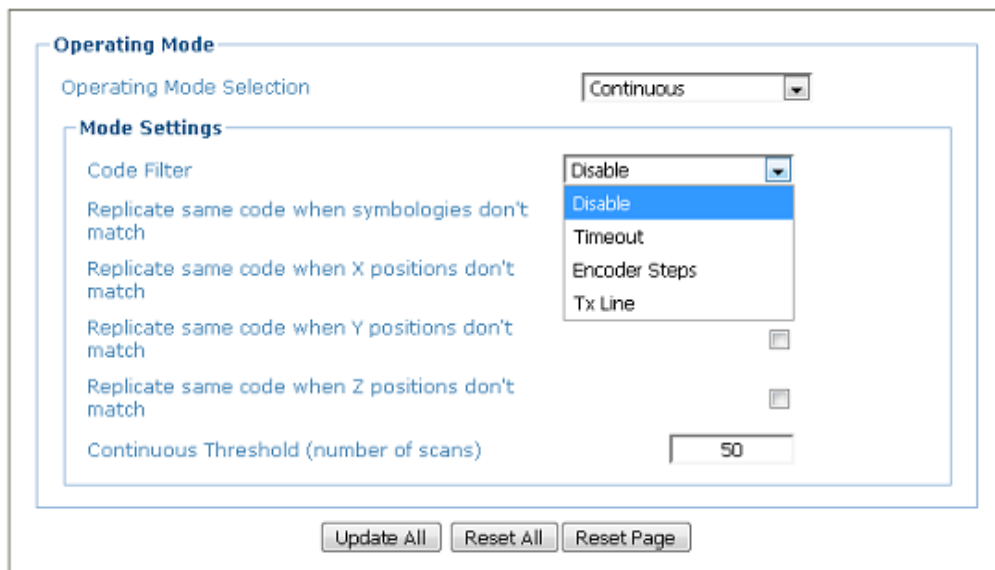 Operating Mode
Operating Mode Selection
Continuous
Mode Settings
Code Filter
Disable
Disable
Timeout
Encoder Steps
Tx Line
Replicate same code when symbologies don't
match
Replicate same code when X positions don't
match
Replicate same code when Y positions don't
match
Replicate same code when Z positions don't
match
Continuous Threshold (number of scans)
50
Update All
Reset All
Reset Page